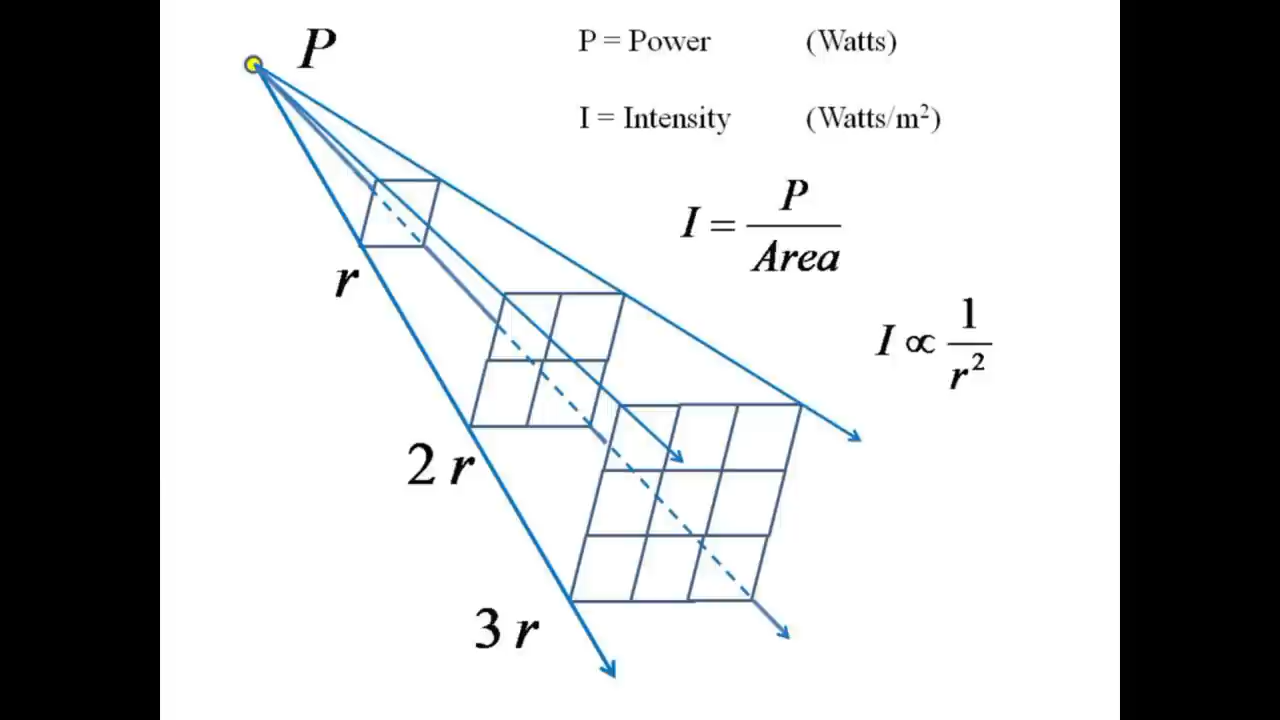 P
P = Power (Watts)
I = Intensity (Watts/m²)
I = P / Area
I ∝ 1 / r²
r
2 r
3 r